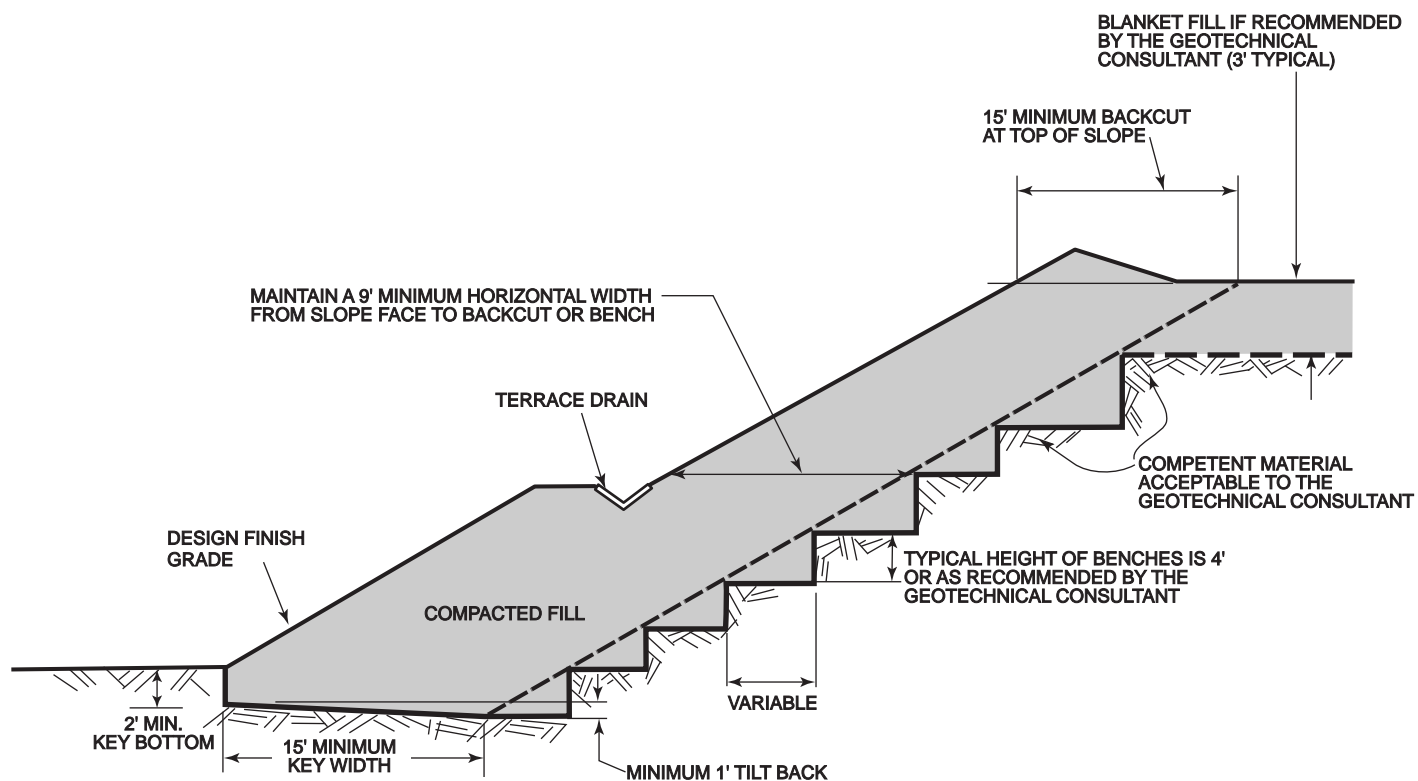 BLANKET FILL IF RECOMMENDED
BY THE GEOTECHNICAL
CONSULTANT (3' TYPICAL)
15' MINIMUM BACKCUT
AT TOP OF SLOPE
MAINTAIN A 9' MINIMUM HORIZONTAL WIDTH
FROM SLOPE FACE TO BACKCUT OR BENCH
TERRACE DRAIN
COMPETENT MATERIAL
ACCEPTABLE TO THE
GEOTECHNICAL CONSULTANT
DESIGN FINISH
GRADE
TYPICAL HEIGHT OF BENCHES IS 4'
OR AS RECOMMENDED BY THE
GEOTECHNICAL CONSULTANT
COMPACTED FILL
VARIABLE
2' MIN.
KEY BOTTOM
15' MINIMUM
KEY WIDTH
MINIMUM 1' TILT BACK